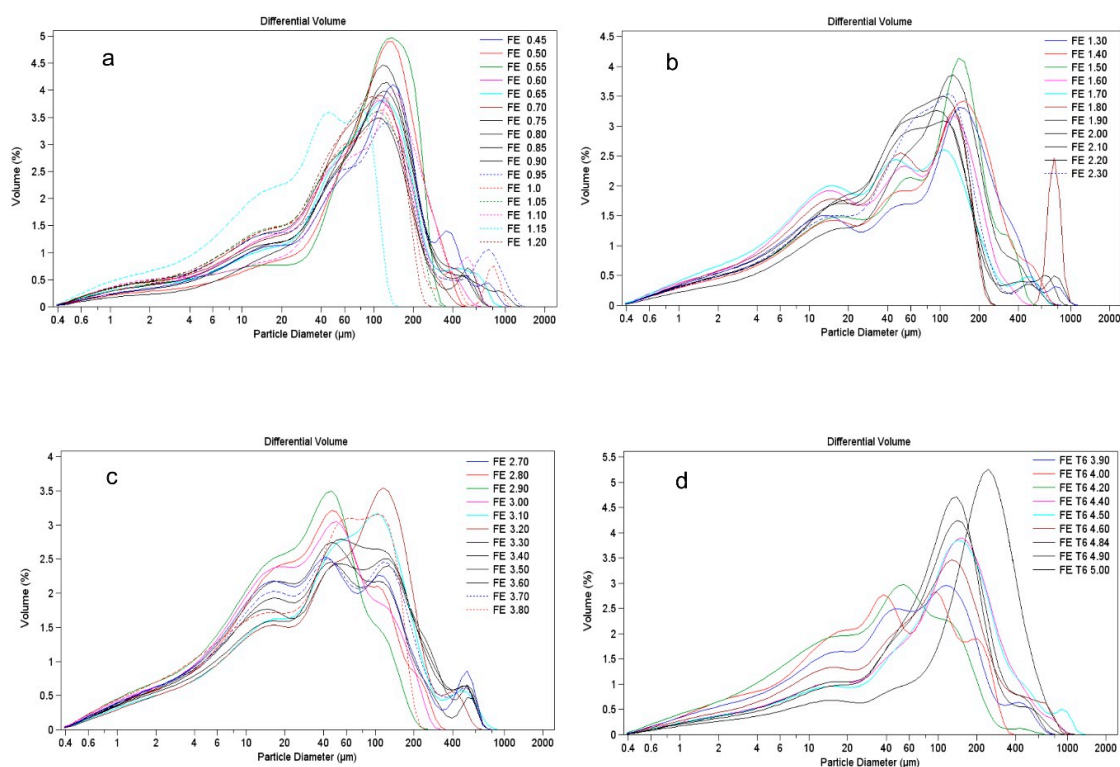 Differential Volume
a
Volume (%)
5
4.5
4
3.5
3
2.5
2
1.5
1
0.5
0
0.4 1 2 4 6 10 20 40 60 100 200 400 1000 2000
Particle Diameter (µm)
FE 0.45
FE 0.50
FE 0.55
FE 0.60
FE 0.65
FE 0.70
FE 0.75
FE 0.80
FE 0.85
FE 0.90
FE 0.95
FE 1.0
FE 1.05
FE 1.10
FE 1.15
FE 1.20
Differential Volume
b
Volume (%)
4.5
4
3.5
3
2.5
2
1.5
1
0.5
0
0.4 1 2 4 6 10 20 40 60 100 200 400 1000 2000
Particle Diameter (µm)
FE 1.30
FE 1.40
FE 1.50
FE 1.60
FE 1.70
FE 1.80
FE 1.90
FE 2.00
FE 2.10
FE 2.20
FE 2.30
Differential Volume
c
Volume (%)
4
3.5
3
2.5
2
1.5
1
0.5
0
0.4 1 2 4 6 10 20 40 60 100 200 400 1000 2000
Particle Diameter (µm)
FE 2.70
FE 2.80
FE 2.90
FE 3.00
FE 3.10
FE 3.20
FE 3.30
FE 3.40
FE 3.50
FE 3.60
FE 3.70
FE 3.80
Differential Volume
d
Volume (%)
5.5
5
4.5
4
3.5
3
2.5
2
1.5
1
0.5
0
0.4 1 2 4 6 10 20 40 60 100 200 400 1000 2000
Particle Diameter (µm)
FE T6 3.90
FE T6 4.00
FE T6 4.20
FE T6 4.40
FE T6 4.50
FE T6 4.60
FE T6 4.84
FE T6 4.90
FE T6 5.00